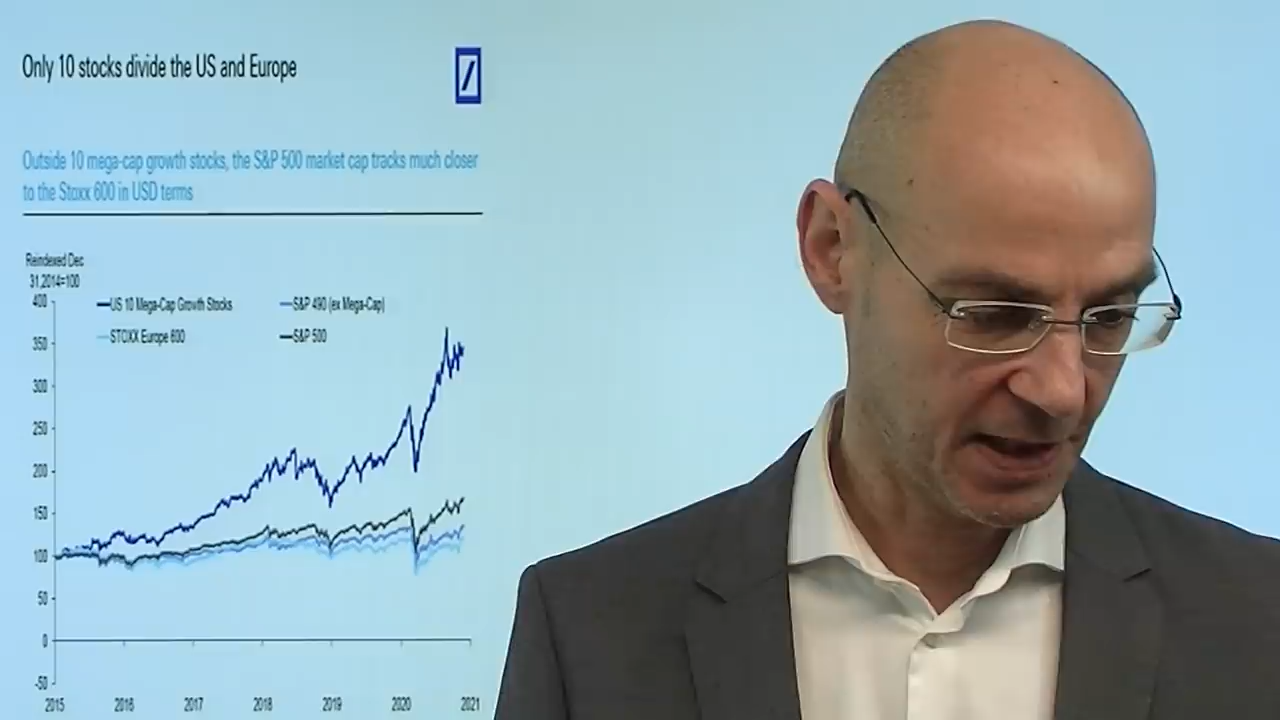 Only 10 stocks divide the US and Europe
Outside 10 mega-cap growth stocks, the S&P 500 market cap tracks much closer
to the Stoxx 600 in USD terms
Reindexed Dec
31,2014=100
US 10 Mega-Cap Growth Stocks
S&P 490 (ex Mega-Cap)
STOXX Europe 600
S&P 500
400
350
300
250
200
150
100
50
0
-50
2015
2016
2017
2018
2019
2020
2021